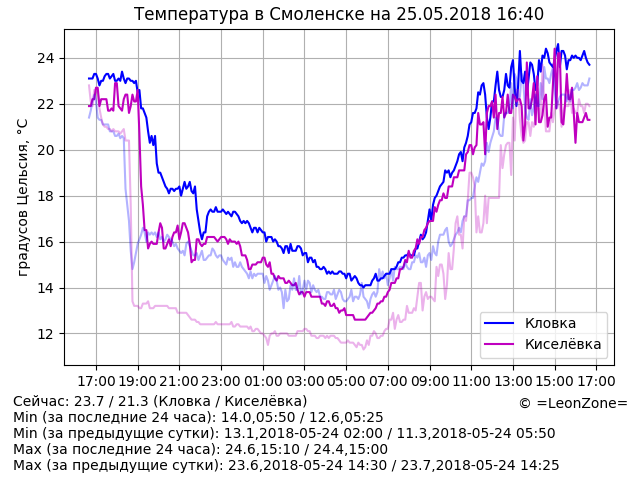 Температура в Смоленске на 25.05.2018 16:40
градусов Цельсия, °C
24
22
20
18
16
14
12
Кловка
Киселёвка
17:00 19:00 21:00 23:00 01:00 03:00 05:00 07:00 09:00 11:00 13:00 15:00 17:00
Сейчас: 23.7 / 21.3 (Кловка / Киселёвка)
© =LeonZone=
Min (за последние 24 часа): 14.0,05:50 / 12.6,05:25
Min (за предыдущие сутки): 13.1,2018-05-24 02:00 / 11.3,2018-05-24 05:50
Max (за последние 24 часа): 24.6,15:10 / 24.4,15:00
Max (за предыдущие сутки): 23.6,2018-05-24 14:30 / 23.7,2018-05-24 14:25